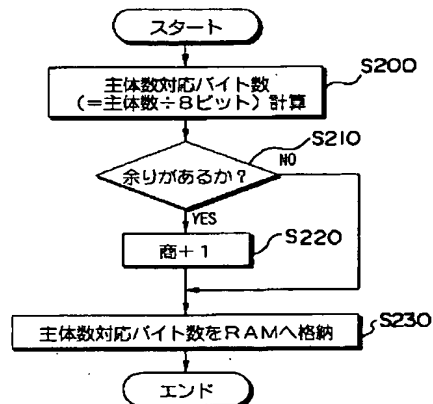 スタート
主体数対応バイト数
(=主体数÷8ビット)計算
S200
余りがあるか?
S210
NO
YES
商+1
S220
主体数対応バイト数をRAMへ格納
S230
エンド